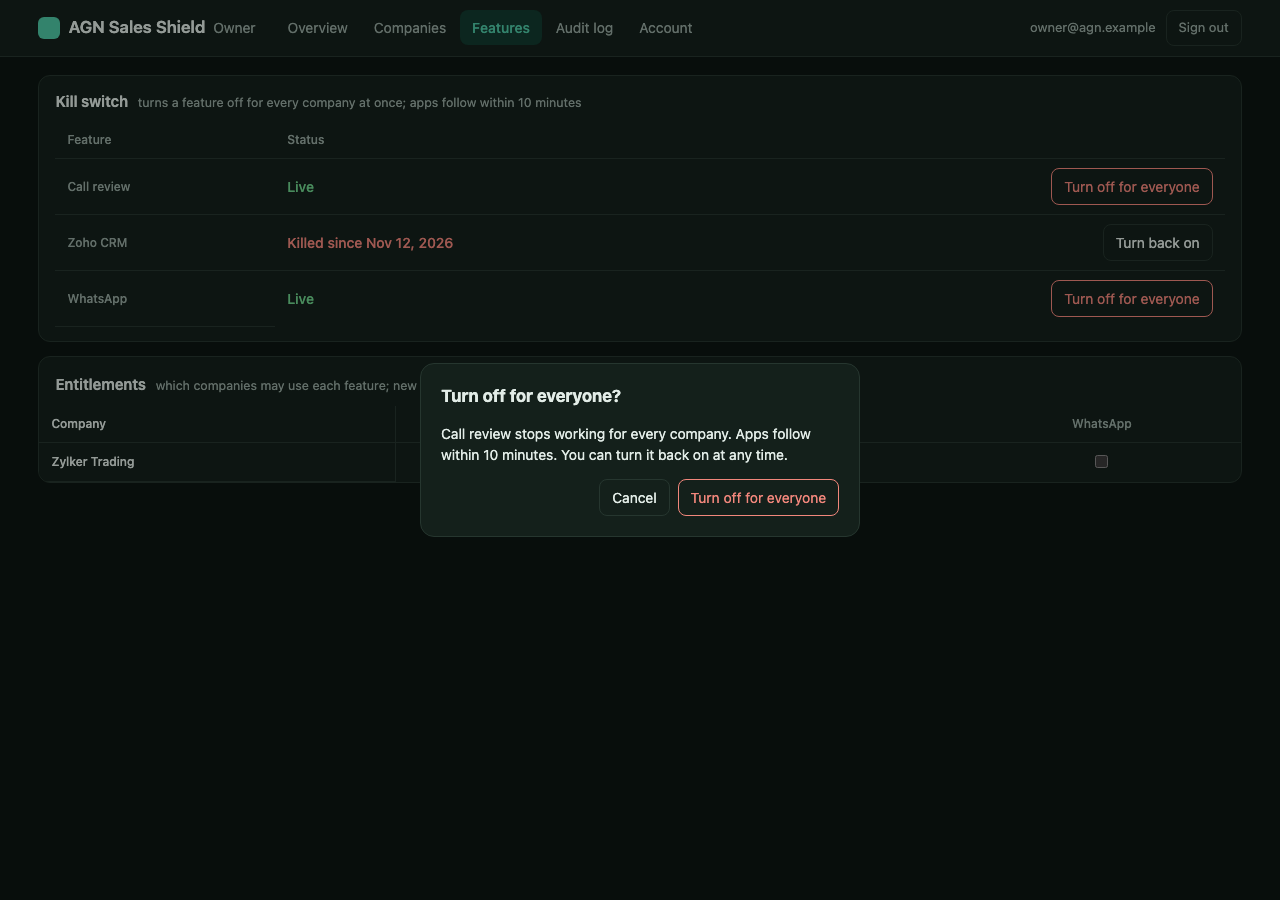 AGN Sales Shield Owner Overview Companies Features Audit log Account owner@agn.example Sign out
Kill switch turns a feature off for every company at once; apps follow within 10 minutes
Feature Status
Call review Live Turn off for everyone
Zoho CRM Killed since Nov 12, 2026 Turn back on
WhatsApp Live Turn off for everyone
Entitlements which companies may use each feature; new
Company WhatsApp
Zylker Trading
Turn off for everyone?
Call review stops working for every company. Apps follow
within 10 minutes. You can turn it back on at any time.
Cancel Turn off for everyone